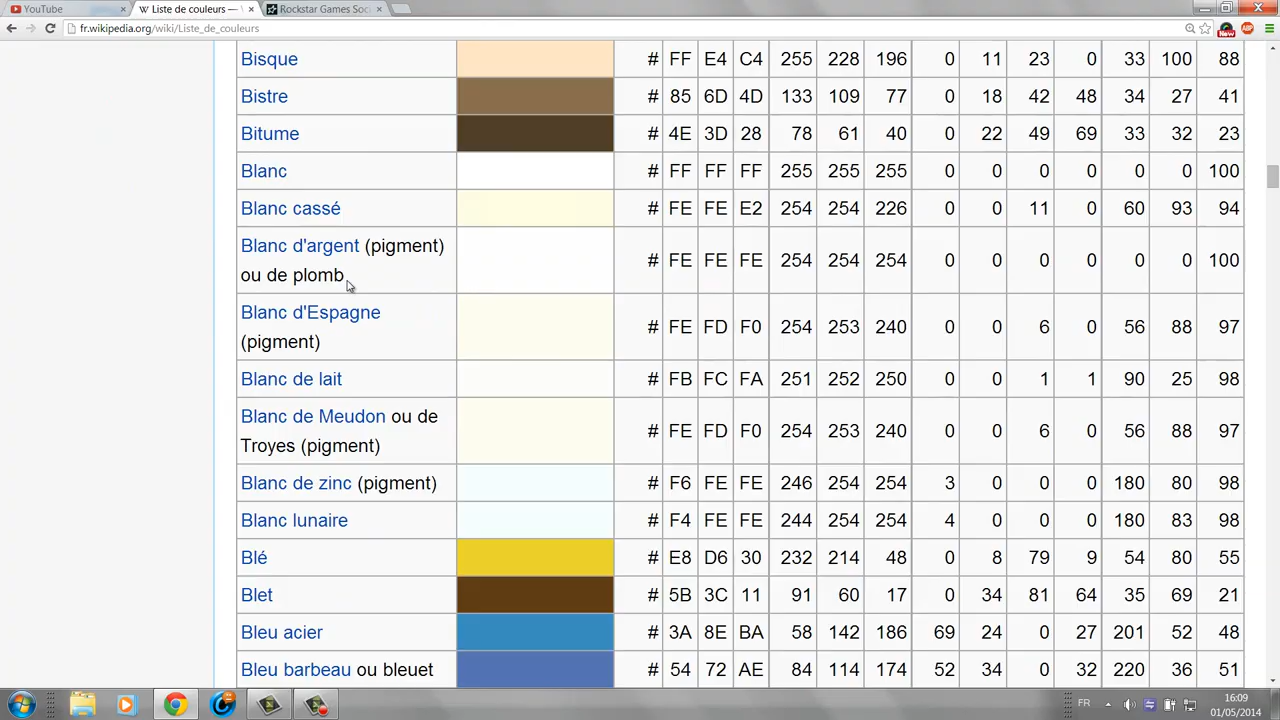 YouTube
W Liste de couleurs —
Rockstar Games Soci
fr.wikipedia.org/wiki/Liste_de_couleurs
Bisque # FF E4 C4 255 228 196 0 11 23 0 33 100 88
Bistre # 85 6D 4D 133 109 77 0 18 42 48 34 27 41
Bitume # 4E 3D 28 78 61 40 0 22 49 69 33 32 23
Blanc # FF FF FF 255 255 255 0 0 0 0 0 0 100
Blanc cassé # FE FE E2 254 254 226 0 0 11 0 60 93 94
Blanc d'argent (pigment)
ou de plomb # FE FE FE 254 254 254 0 0 0 0 0 0 100
Blanc d'Espagne
(pigment) # FE FD F0 254 253 240 0 0 6 0 56 88 97
Blanc de lait # FB FC FA 251 252 250 0 0 1 1 90 25 98
Blanc de Meudon ou de
Troyes (pigment) # FE FD F0 254 253 240 0 0 6 0 56 88 97
Blanc de zinc (pigment) # F6 FE FE 246 254 254 3 0 0 0 180 80 98
Blanc lunaire # F4 FE FE 244 254 254 4 0 0 0 180 83 98
Blé # E8 D6 30 232 214 48 0 8 79 9 54 80 55
Blet # 5B 3C 11 91 60 17 0 34 81 64 35 69 21
Bleu acier # 3A 8E BA 58 142 186 69 24 0 27 201 52 48
Bleu barbeau ou bleuet # 54 72 AE 84 114 174 52 34 0 32 220 36 51
New
ABP
FR
16:09
01/05/2014